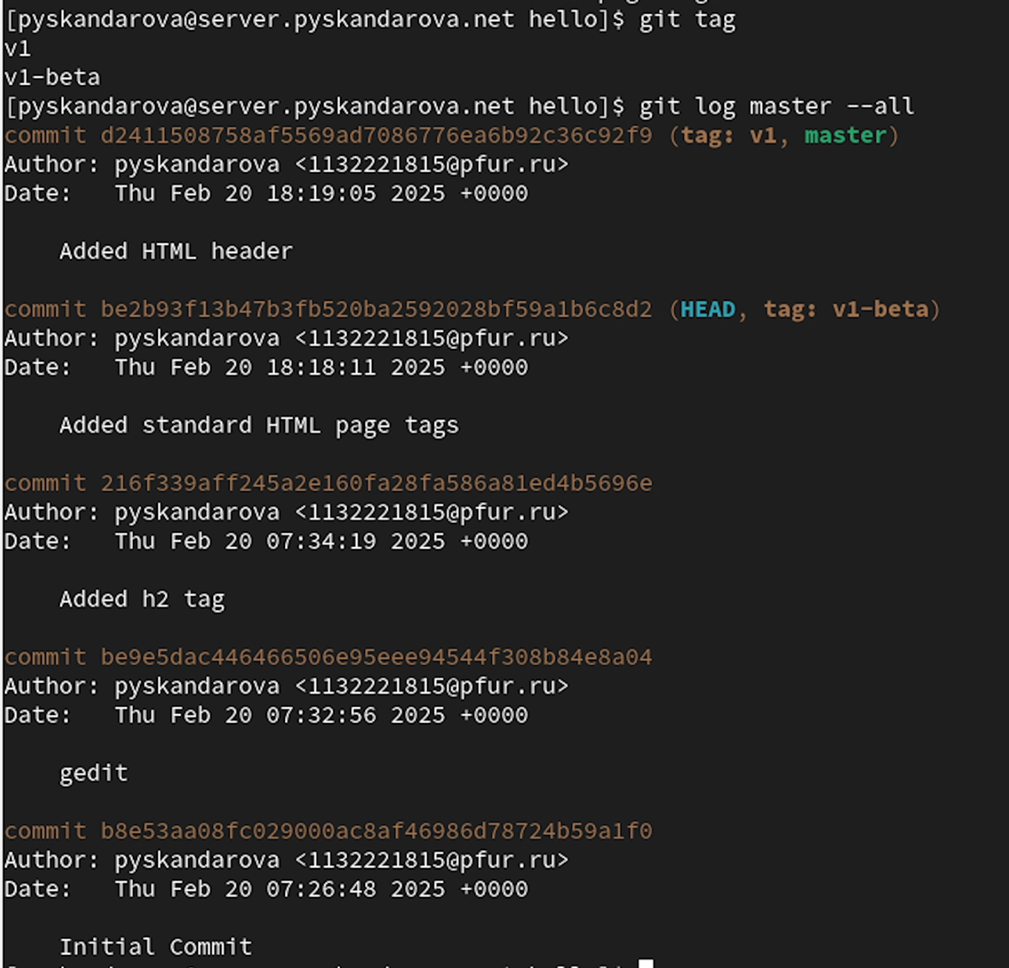 [pyskandarova@server.pyskandarova.net hello]$ git tag
v1
v1-beta
[pyskandarova@server.pyskandarova.net hello]$ git log master --all
commit d2411508758af5569ad7086776ea6b92c36c92f9 (tag: v1, master)
Author: pyskandarova <1132221815@pfur.ru>
Date:   Thu Feb 20 18:19:05 2025 +0000
    Added HTML header
commit be2b93f13b47b3fb520ba2592028bf59a1b6c8d2 (HEAD, tag: v1-beta)
Author: pyskandarova <1132221815@pfur.ru>
Date:   Thu Feb 20 18:18:11 2025 +0000
    Added standard HTML page tags
commit 216f339aff245a2e160fa28fa586a81ed4b5696e
Author: pyskandarova <1132221815@pfur.ru>
Date:   Thu Feb 20 07:34:19 2025 +0000
    Added h2 tag
commit be9e5dac446466506e95eee94544f308b84e8a04
Author: pyskandarova <1132221815@pfur.ru>
Date:   Thu Feb 20 07:32:56 2025 +0000
    gedit
commit b8e53aa08fc029000ac8af46986d78724b59a1f0
Author: pyskandarova <1132221815@pfur.ru>
Date:   Thu Feb 20 07:26:48 2025 +0000
    Initial Commit